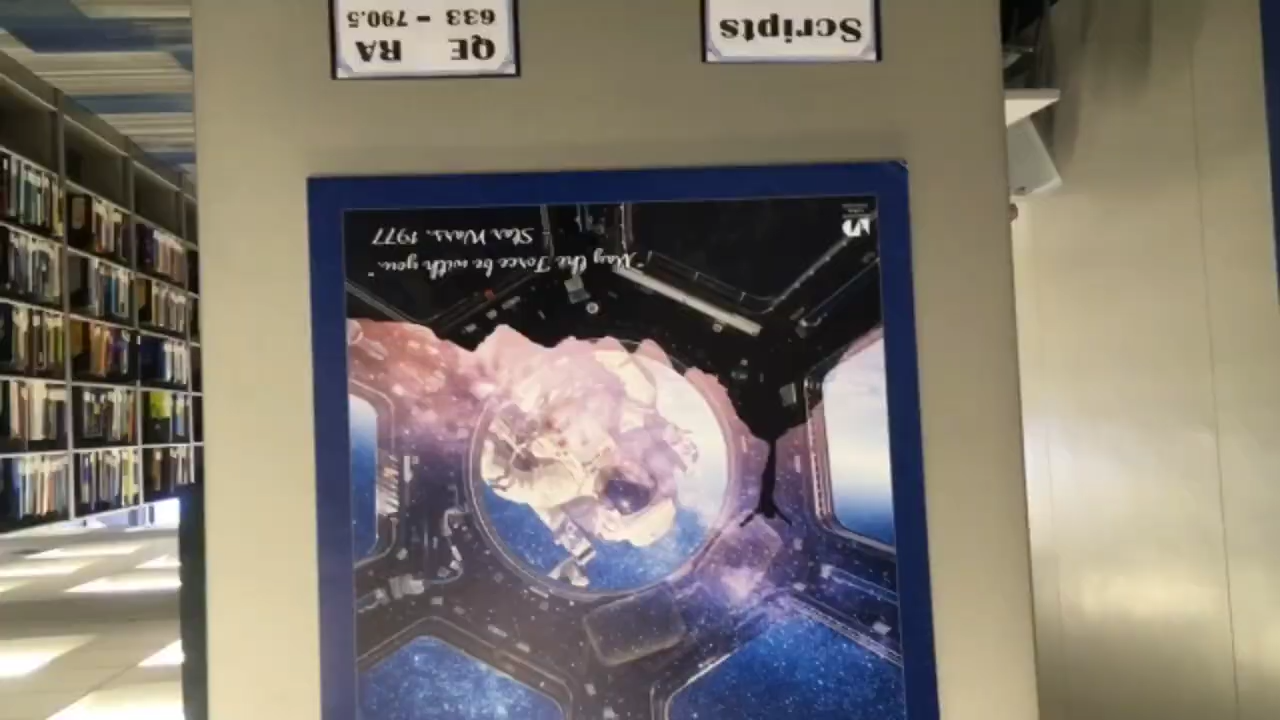 "May the Force be with you."
- Star Wars, 1977
Scripts
QE RA
633 - 790.5